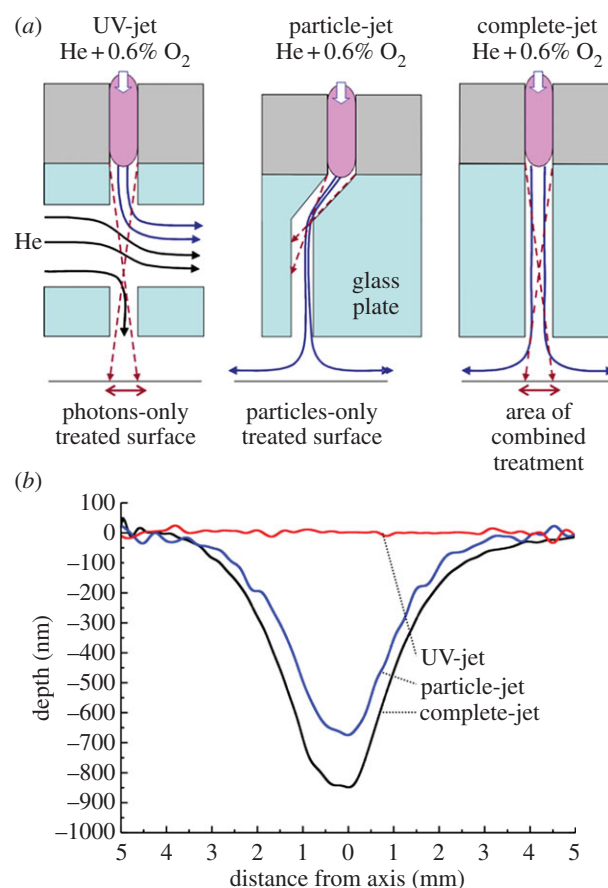 (a)
UV-jet
He + 0.6% O2
particle-jet
He + 0.6% O2
complete-jet
He + 0.6% O2
He
glass
plate
photons-only
treated surface
particles-only
treated surface
area of
combined
treatment
(b)
100
0
–100
–200
–300
–400
–500
–600
–700
–800
–900
–1000
depth (nm)
UV-jet
particle-jet
complete-jet
5 4 3 2 1 0 1 2 3 4 5
distance from axis (mm)